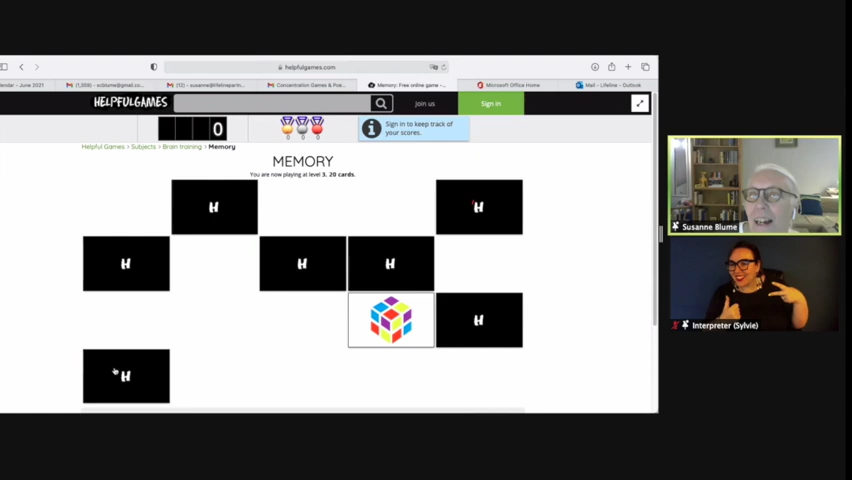 helpfulgames.com
lendar - June 2021
(1,308) - scblume@gmail.co...
(12) - susanne@lifelinepartn...
Concentration Games & Poe...
Memory: Free online game -...
Microsoft Office Home
Mail - Lifeline - Outlook
HELPFULGAMES
Join us
Sign in
0
0 0 0
Sign in to keep track of
your scores.
Helpful Games > Subjects > Brain training > Memory
MEMORY
You are now playing at level 3. 20 cards.
H
H
H
H
H
H
H
Susanne Blume
Interpreter (Sylvie)